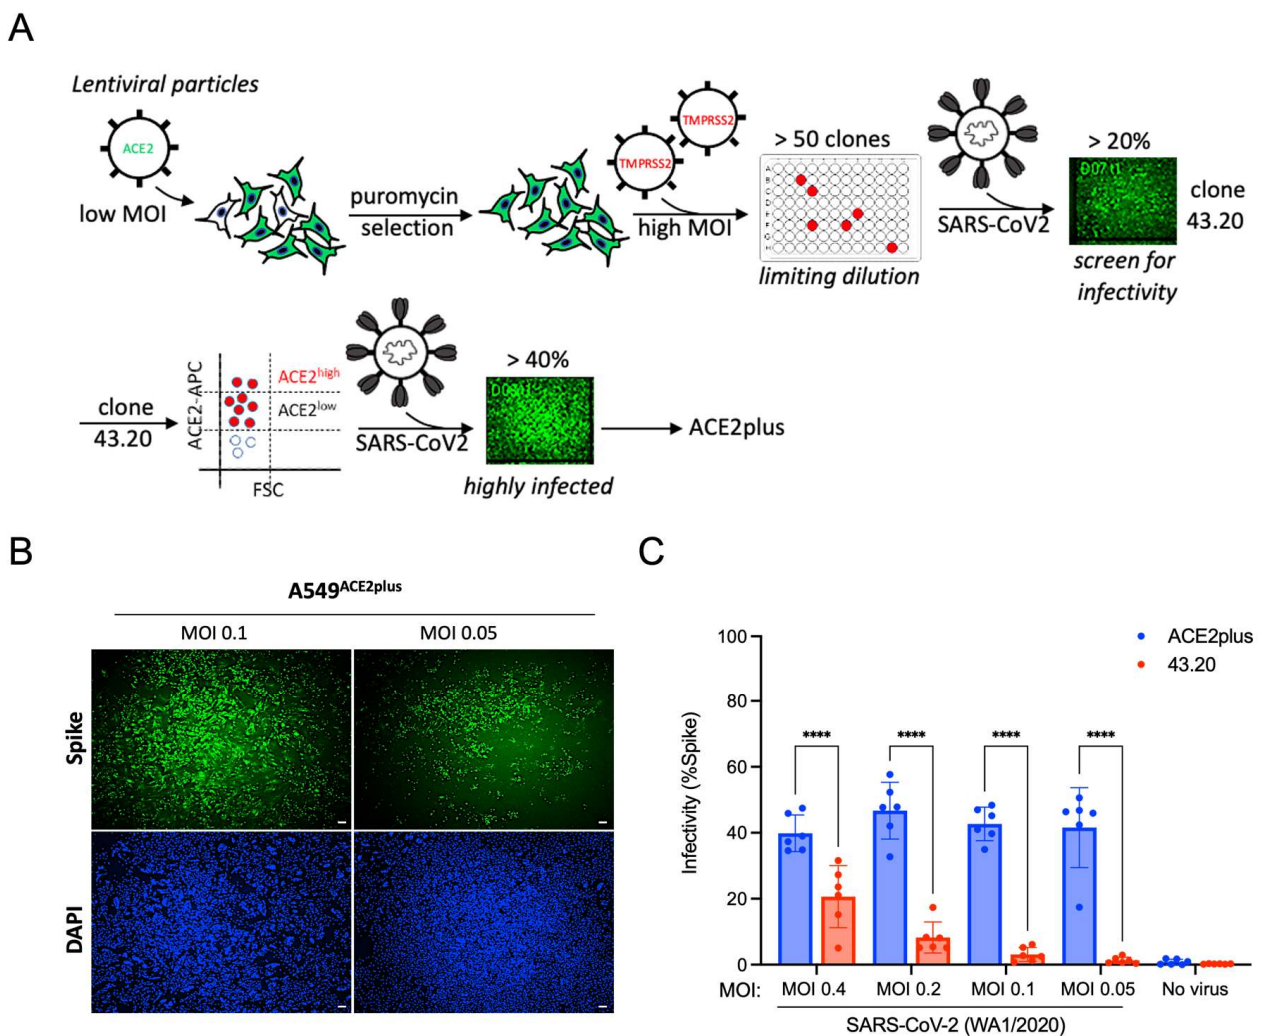 A
Lentiviral particles
ACE2
low MOI
puromycin
selection
TMPRSS2
TMPRSS2
high MOI
> 50 clones
A
B
C
D
E
F
G
H
limiting dilution
SARS-CoV2
> 20%
D07t1
screen for
infectivity
clone
43.20
clone
43.20
ACE2-APC
ACE2high
ACE2low
FSC
SARS-CoV2
> 40%
highly infected
ACE2plus
B
A549ACE2plus
MOI 0.1 MOI 0.05
Spike
DAPI
C
Infectivity (%Spike)
100
80
60
40
20
0
ACE2plus
43.20
**** **** **** ****
MOI: MOI 0.4 MOI 0.2 MOI 0.1 MOI 0.05 No virus
SARS-CoV-2 (WA1/2020)